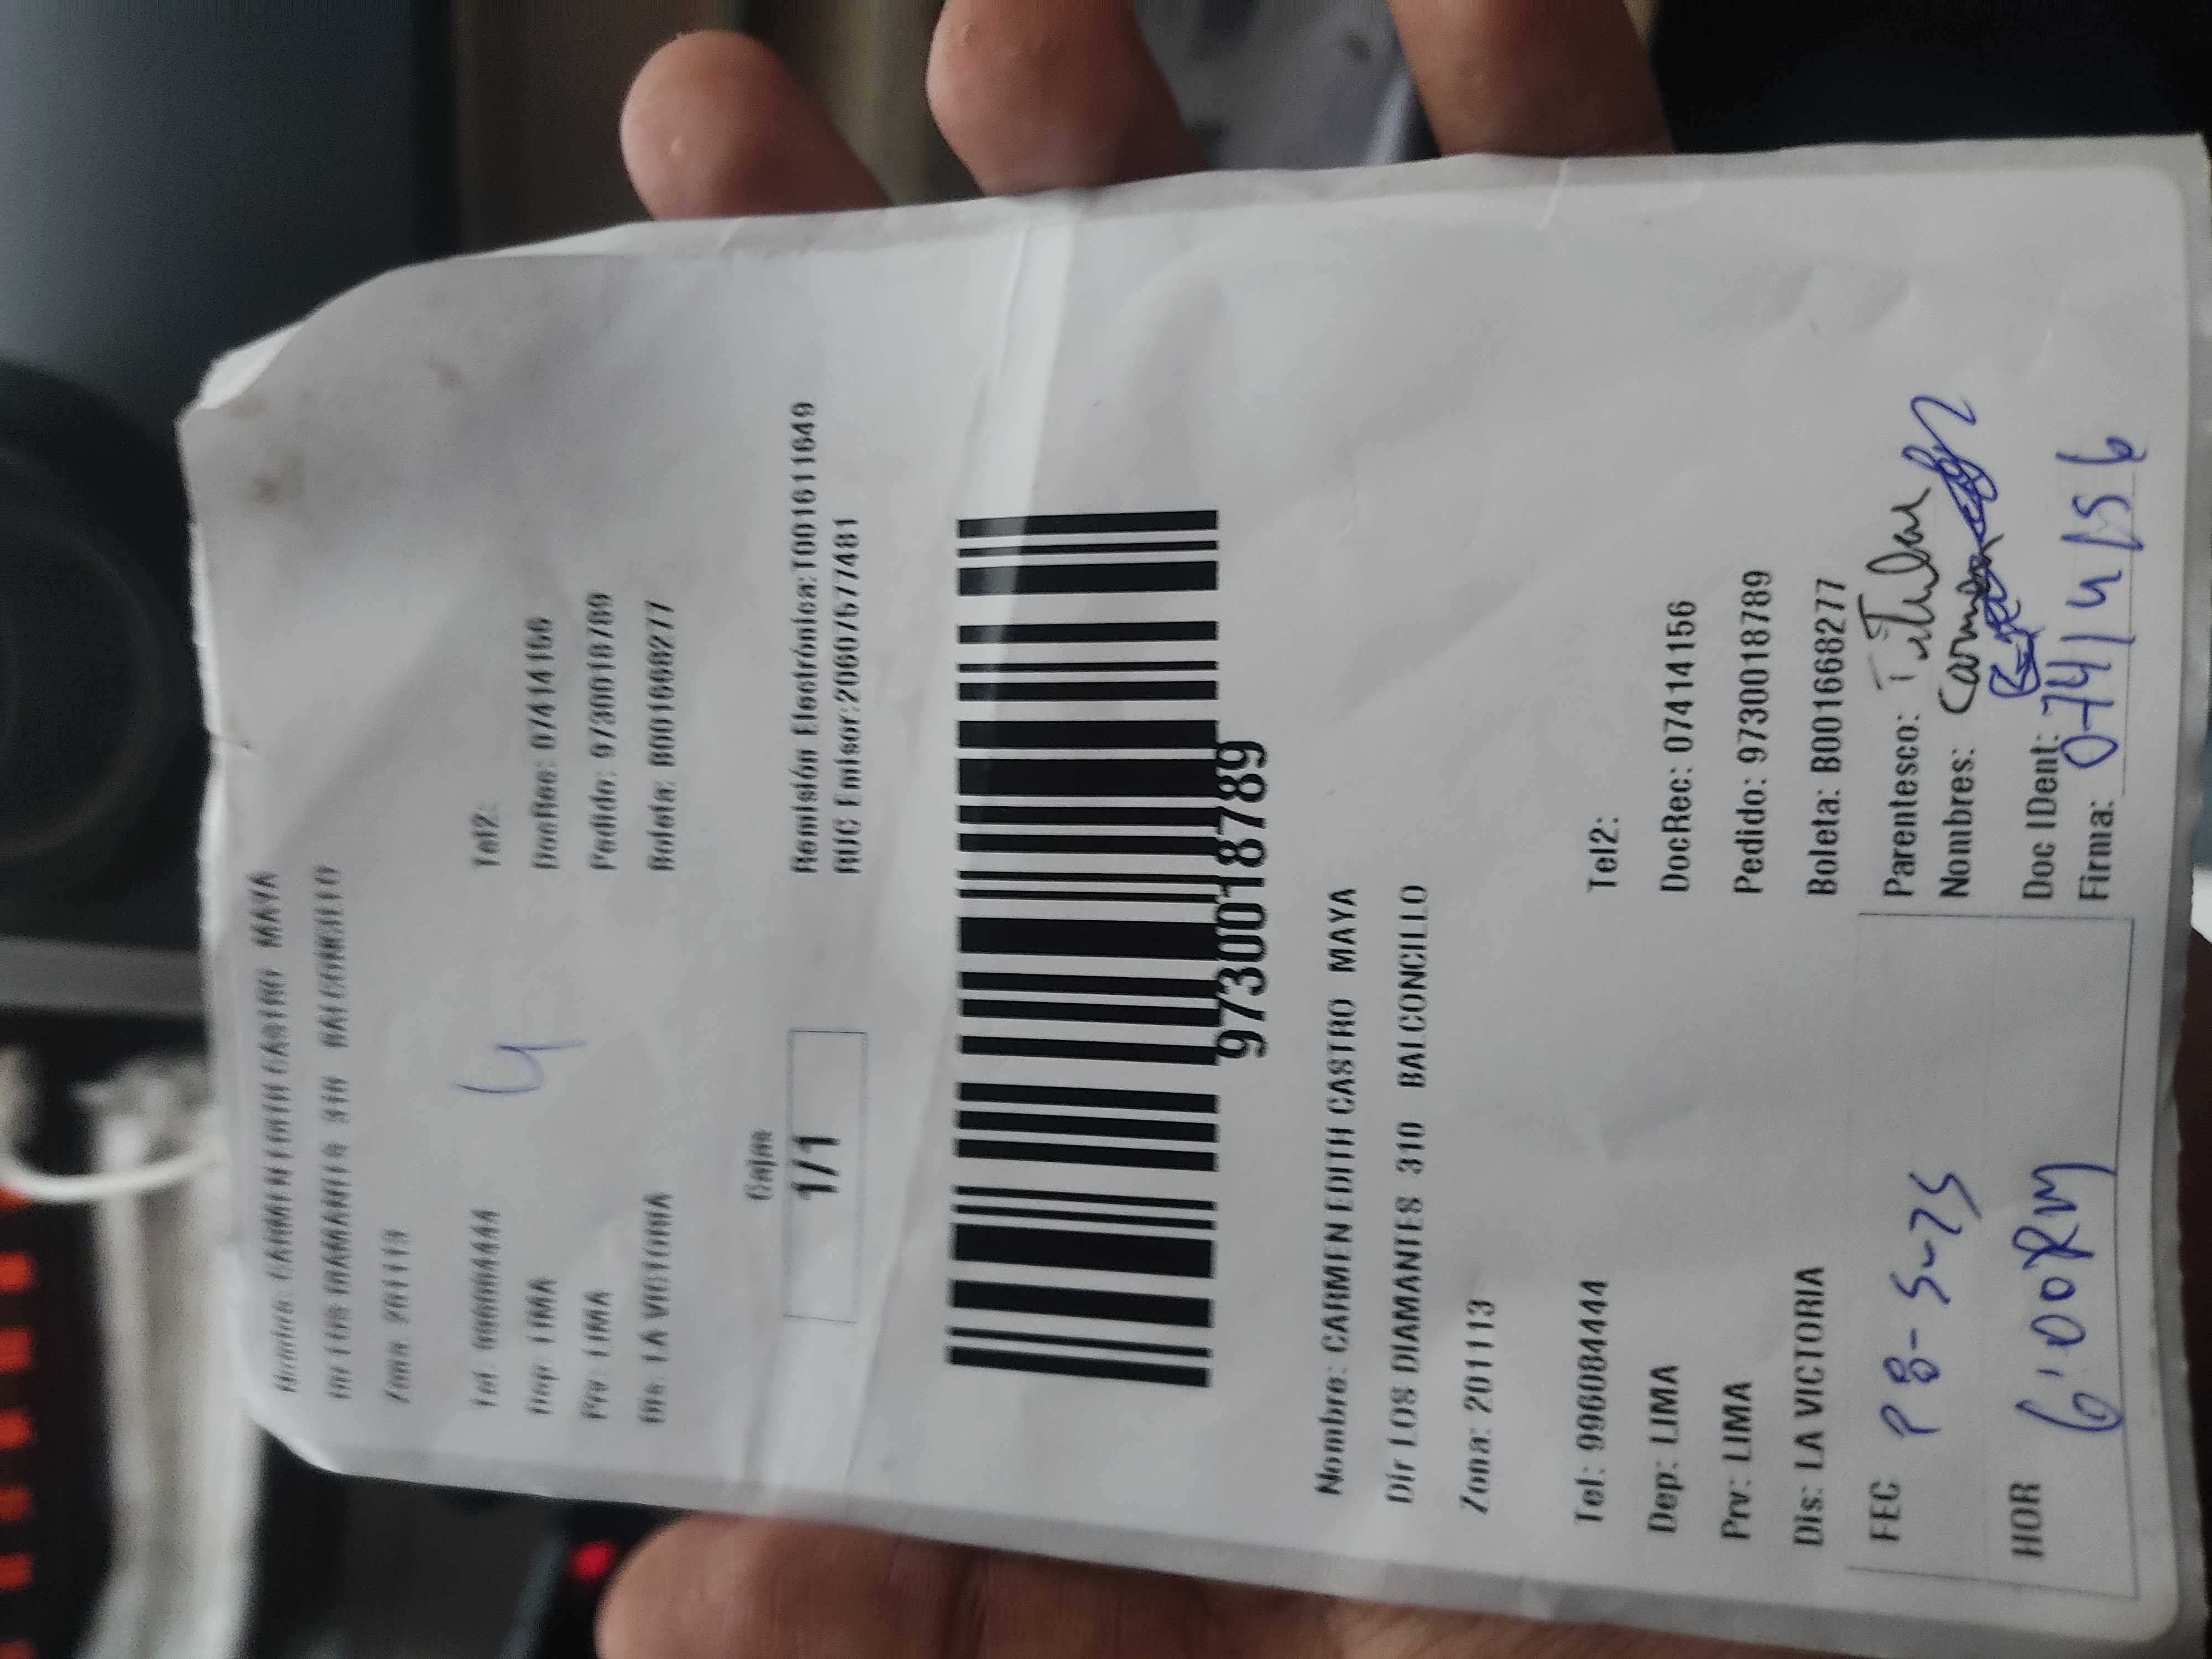 Nombre: CARMEN EDITH CASTRO MAYA
Dir LOS DIAMANTES 310 BALCONCILLO
Zona: 201113
Tel: 996084444 Tel2:
Dep: LIMA DocRec: 07414156
4
Prv: LIMA Pedido: 9730018789
Dis: LA VICTORIA Boleta: B001668277
Cajas
1/1
Remisión Electrónica:T001611649
RUC Emisor:20607577481
9730018789
Nombre: CARMEN EDITH CASTRO MAYA
Dir LOS DIAMANTES 310 BALCONCILLO
Zona: 201113
Tel: 996084444 Tel2:
Dep: LIMA DocRec: 07414156
Prv: LIMA Pedido: 9730018789
Dis: LA VICTORIA Boleta: B001668277
FEC Parentesco: Titular
Nombres: Carmen
HOR 6:00PM Doc IDent: 07414156
Firma: